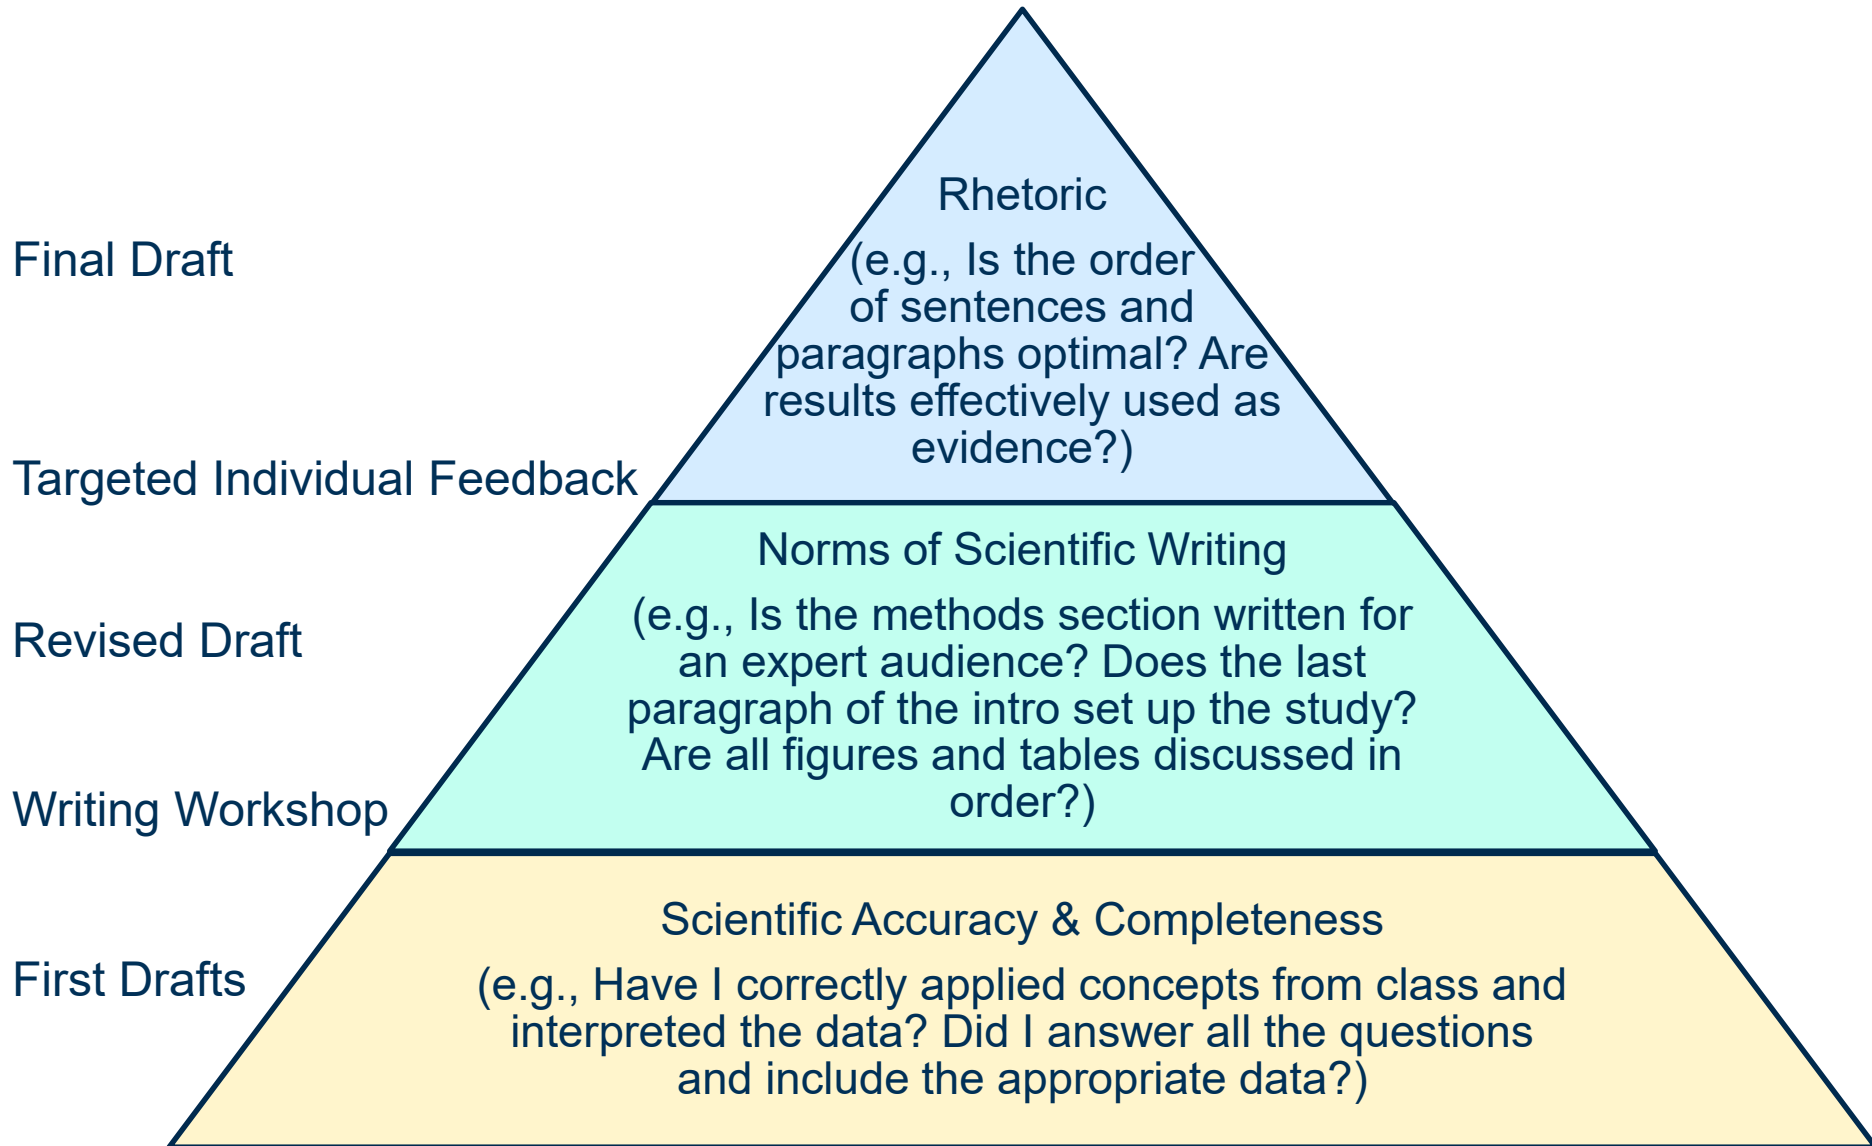 Rhetoric
Final Draft
(e.g., Is the order
of sentences and
paragraphs optimal? Are
results effectively used as
evidence?)
Targeted Individual Feedback
Norms of Scientific Writing
Revised Draft
(e.g., Is the methods section written for
an expert audience? Does the last
paragraph of the intro set up the study?
Are all figures and tables discussed in
order?)
Writing Workshop
Scientific Accuracy & Completeness
First Drafts
(e.g., Have I correctly applied concepts from class and
interpreted the data? Did I answer all the questions
and include the appropriate data?)